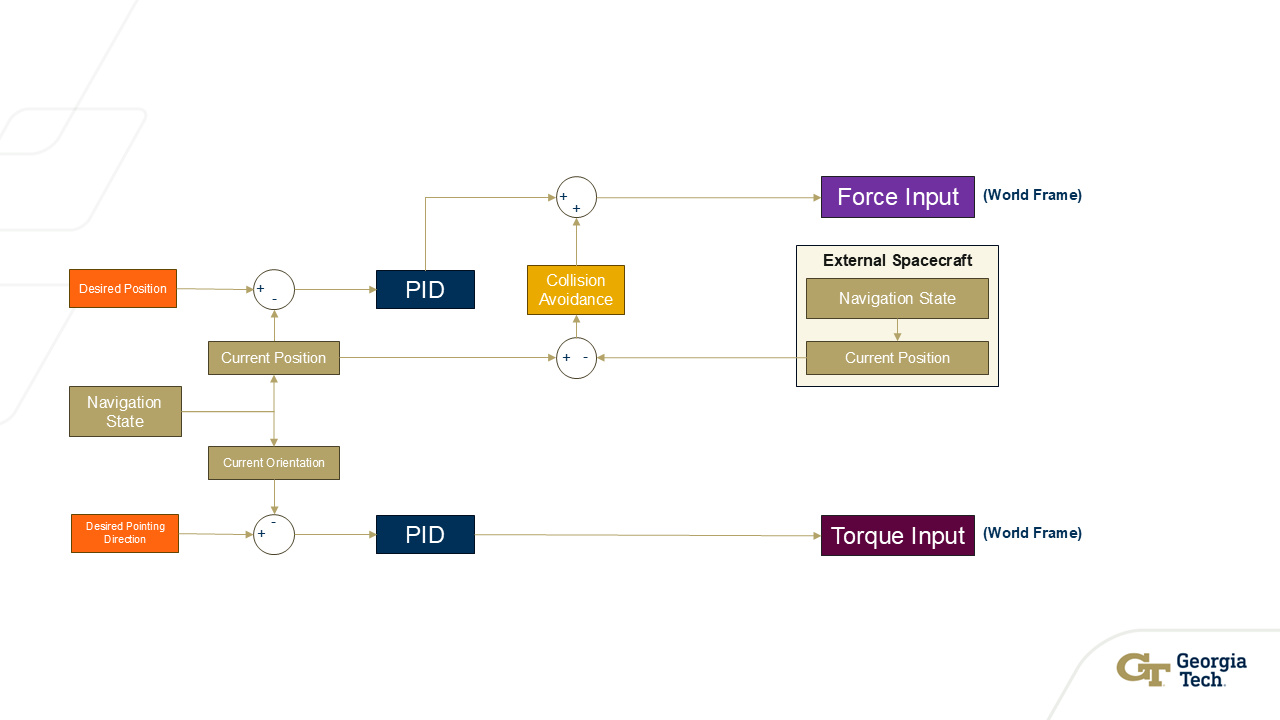 +
+
Force Input
(World Frame)
External Spacecraft
Desired Position
+
-
PID
Collision
Avoidance
Navigation State
Current Position
+ -
Current Position
Navigation
State
Current Orientation
Desired Pointing
Direction
-
+
PID
Torque Input
(World Frame)
GT
Georgia
Tech